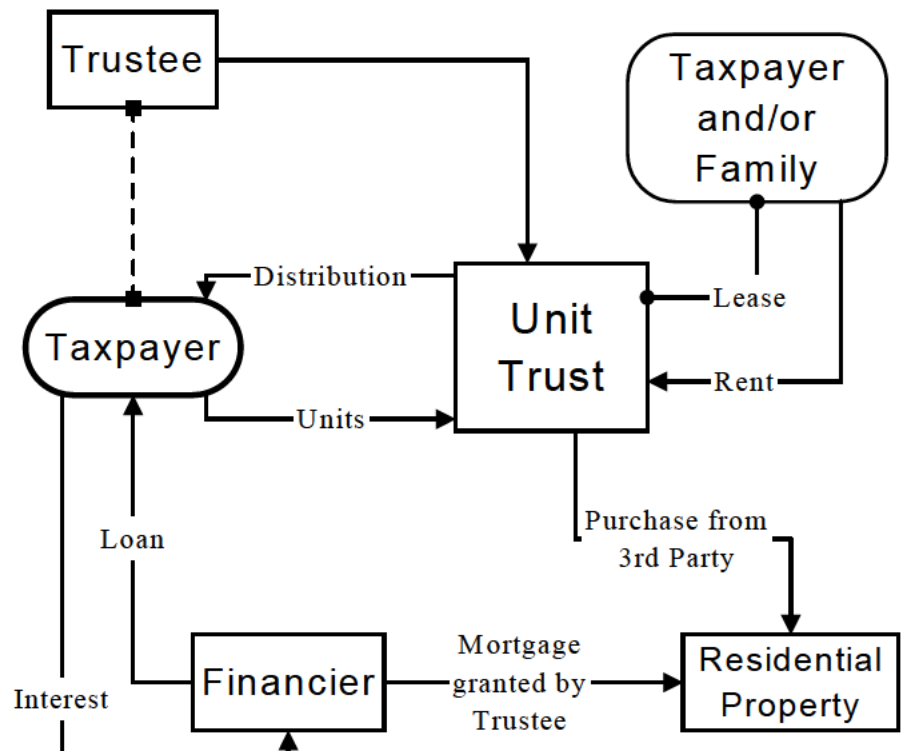 Trustee
Taxpayer
and/or
Family
Distribution
Unit
Trust
Lease
Taxpayer
Rent
Units
Purchase from
3rd Party
Loan
Mortgage
granted by
Trustee
Financier
Residential
Property
Interest